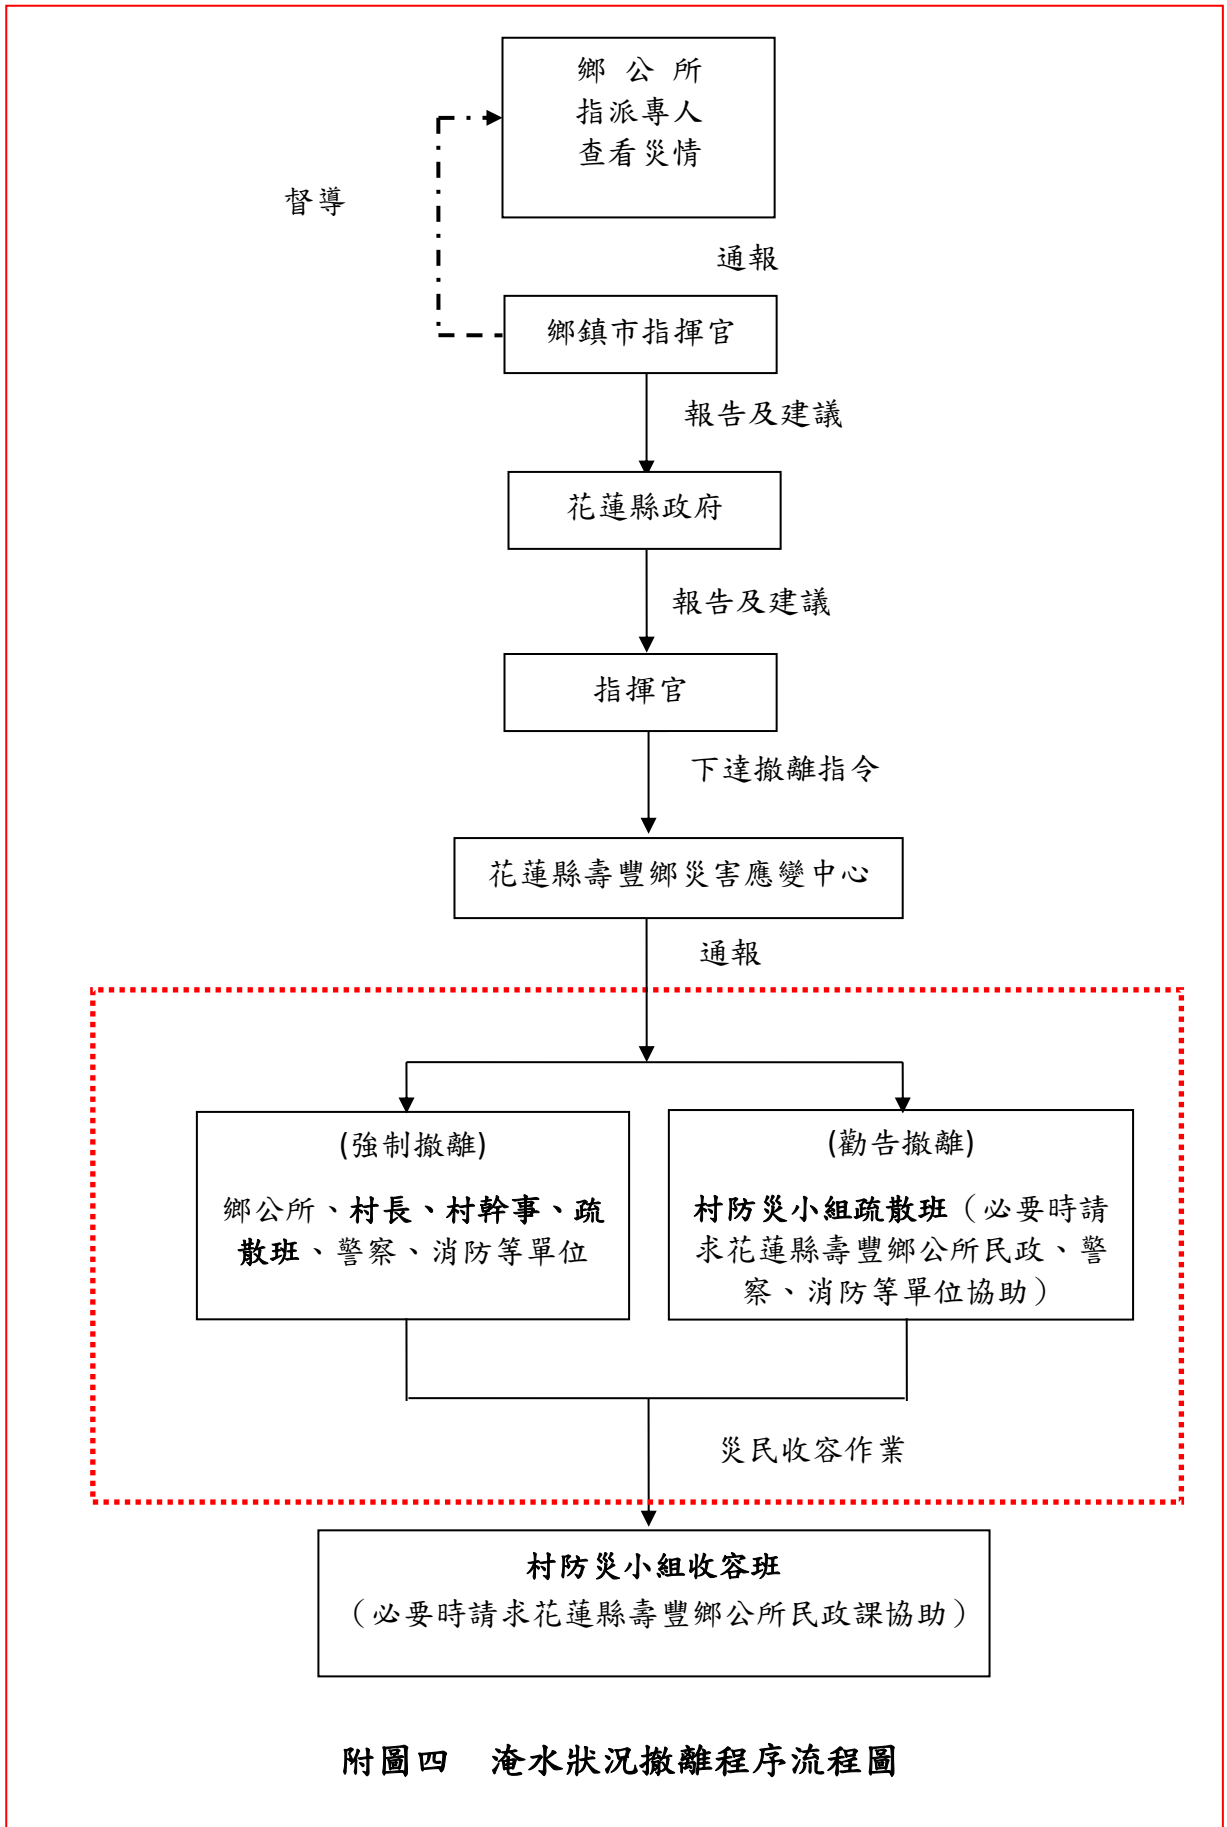 鄉 公 所
指派專人
查看災情
督導
通報
鄉鎮市指揮官
報告及建議
花蓮縣政府
報告及建議
指揮官
下達撤離指令
花蓮縣壽豐鄉災害應變中心
通報
(強制撤離)
鄉公所、村長、村幹事、疏
散班、警察、消防等單位
(勸告撤離)
村防災小組疏散班（必要時請
求花蓮縣壽豐鄉公所民政、警
察、消防等單位協助）
災民收容作業
村防災小組收容班
（必要時請求花蓮縣壽豐鄉公所民政課協助）
附圖四　淹水狀況撤離程序流程圖